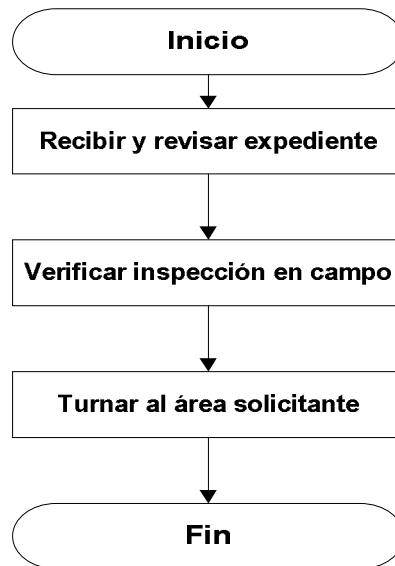 Inicio
Recibir y revisar expediente
Verificar inspección en campo
Turnar al área solicitante
Fin